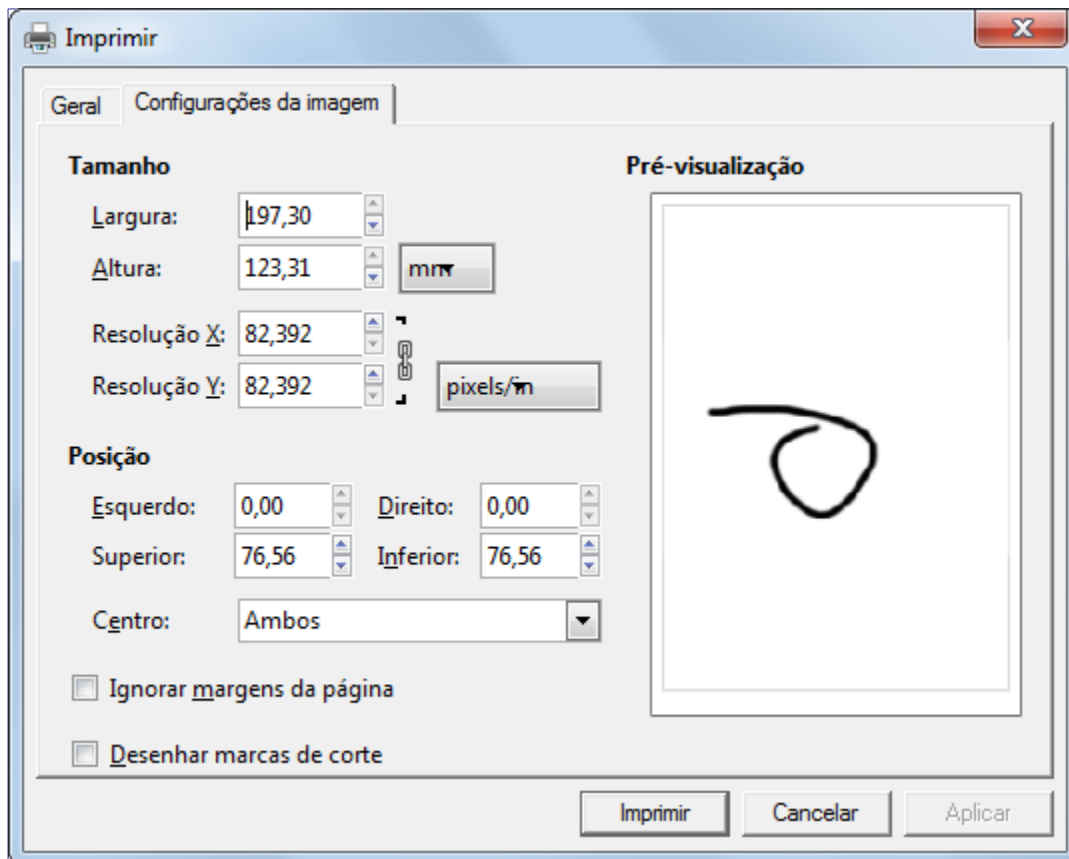 Imprimir
Geral Configurações da imagem
Tamanho
Largura: 197,30
Altura: 123,31 mm
Resolução X: 82,392
Resolução Y: 82,392 pixels/in
Posição
Esquerdo: 0,00 Direito: 0,00
Superior: 76,56 Inferior: 76,56
Centro: Ambos
Ignorar margens da página
Desenhar marcas de corte
Pré-visualização
Imprimir Cancelar Aplicar